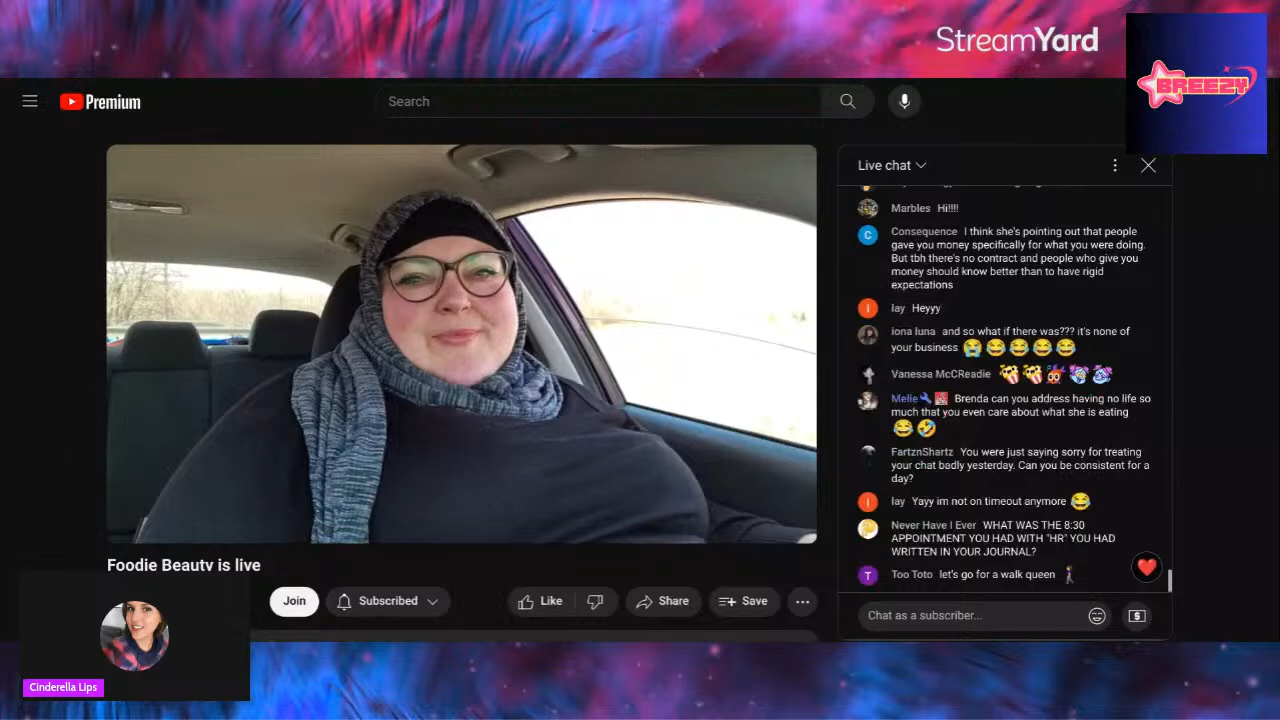 StreamYard
BREEZY
Premium
Search
Live chat
Marbles Hi!!!!
C
Consequence I think she's pointing out that people
gave you money specifically for what you were doing.
But tbh there's no contract and people who give you
money should know better than to have rigid
expectations
I
Iay Heyyy
iona luna and so what if there was??? it's none of
your business 😭😂😂😂😂
Vanessa McCReadie
Melie Brenda can you address having no life so
much that you even care about what she is eating
😂🤣
FartznShartz You were just saying sorry for treating
your chat badly yesterday. Can you be consistent for a
day?
I
Iay Yayy im not on timeout anymore 😂
Never Have I Ever WHAT WAS THE 8:30
APPOINTMENT YOU HAD WITH "HR" YOU HAD
WRITTEN IN YOUR JOURNAL?
T
Too Toto let's go for a walk queen
Chat as a subscriber...
Foodie Beauty is live
Join
Subscribed
Like
Share
Save
Cinderella Lips